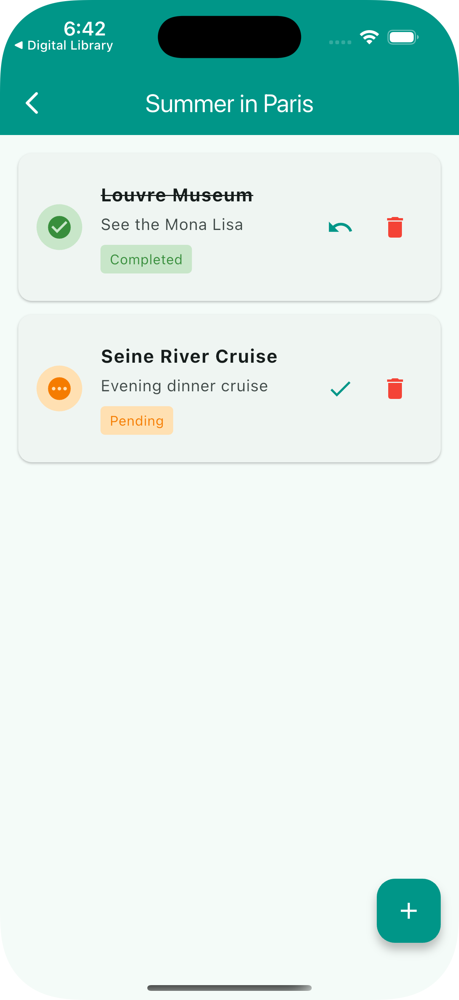 6:42
Digital Library
Summer in Paris
Louvre Museum
See the Mona Lisa
Completed
Seine River Cruise
Evening dinner cruise
Pending